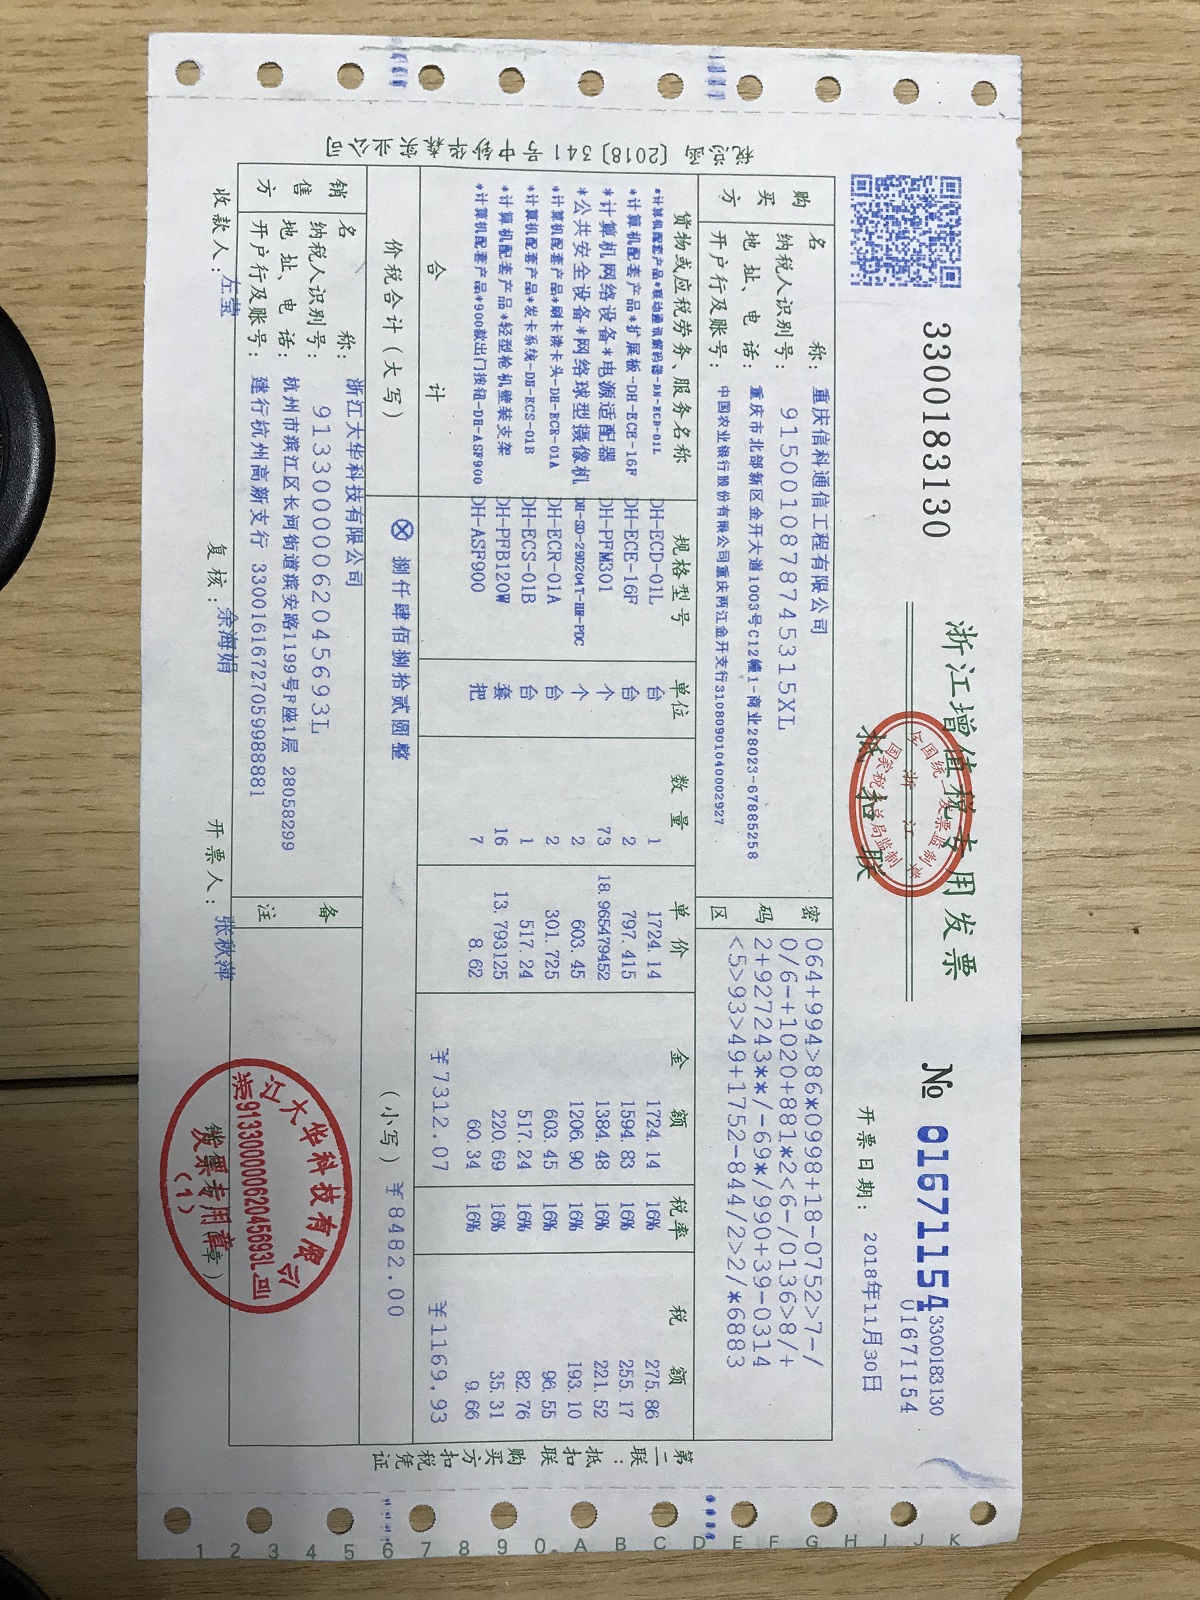 浙江增值税专用发票
3300183130
№ 01671154
3300183130
01671154
全国统一发票监制章
浙 江
国家税务总局监制
抵扣联
开票日期: 2018年11月30日
税总函 [2018] 341 号中钞华森实业公司
购买方
名 称: 重庆信科通信工程有限公司
纳税人识别号: 9150010878745315XL
地 址、电 话: 重庆市北部新区金开大道1003号C12幢1-商业28023-67885258
开户行及账号: 中国农业银行股份有限公司重庆两江金开支行31080901040002927
密码区
064+994>86*0998+18-0752>7-/
0/6-+1020+881*2<6-/0136>8/+
2+927243**/-69*/990+39-0314
<5>93>49+1752-844/2>2/*6883
货物或应税劳务、服务名称 规格型号 单位 数 量 单 价 金 额 税率 税 额
*计算机配套产品*联动通讯解码器-DH-ECD-01L DH-ECD-01L 台 1 1724.14 1724.14 16% 275.86
*计算机配套产品*扩展板-DH-ECE-16F DH-ECE-16F 台 2 797.415 1594.83 16% 255.17
*计算机网络设备*电源适配器 DH-PFM301 个 73 18.965479452 1384.48 16% 221.52
*公共安全设备*网络球型摄像机 DH-SD-29D204T-HN-PDC 个 2 603.45 1206.90 16% 193.10
*计算机配套产品*刷卡读卡头-DH-ECR-01A DH-ECR-01A 台 2 301.725 603.45 16% 96.55
*计算机配套产品*发卡系统-DH-ECS-01B DH-ECS-01B 台 1 517.24 517.24 16% 82.76
*计算机配套产品*轻型枪机壁装支架 DH-PFB120W 套 16 13.793125 220.69 16% 35.31
*计算机配套产品*900款出门按钮-DH-ASF900 DH-ASF900 把 7 8.62 60.34 16% 9.66
合 计 ¥7312.07 ¥1169.93
价税合计（大写） ⊗ 捌仟肆佰捌拾贰圆整 （小写）¥8482.00
销售方
名 称: 浙江大华科技有限公司
纳税人识别号: 91330000062045693L
地 址、电 话: 杭州市滨江区长河街道滨安路1199号F座1层 28058299
开户行及账号: 建行杭州高新支行 33001616727059988881
备注
收款人: 左莹 复核: 余海娟 开票人: 张秋萍 章）
浙江大华科技有限公司
91330000062045693L
发票专用章
(1)
第二联：抵扣联 购买方扣税凭证
1 2 3 4 5 6 7 8 9 0 A B C D E F G H I J K